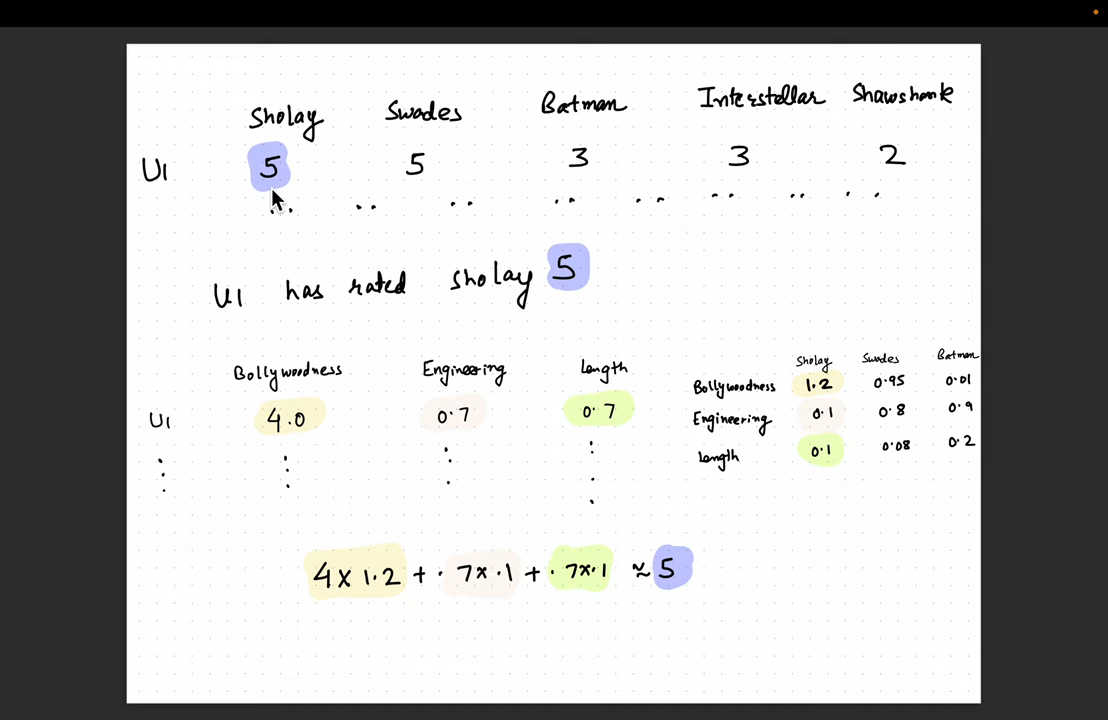 Sholay Swades Batman Interstellar Shawshank
U1 5 5 3 3 2
U1 has rated sholay 5
Bollywoodness Engineering Length
U1 4.0 0.7 0.7
Sholay Swades Batman
Bollywoodness 1.2 0.95 0.01
Engineering 0.1 0.8 0.9
Length 0.1 0.08 0.2
4 x 1.2 + .7x .1 + .7x.1 ≈ 5